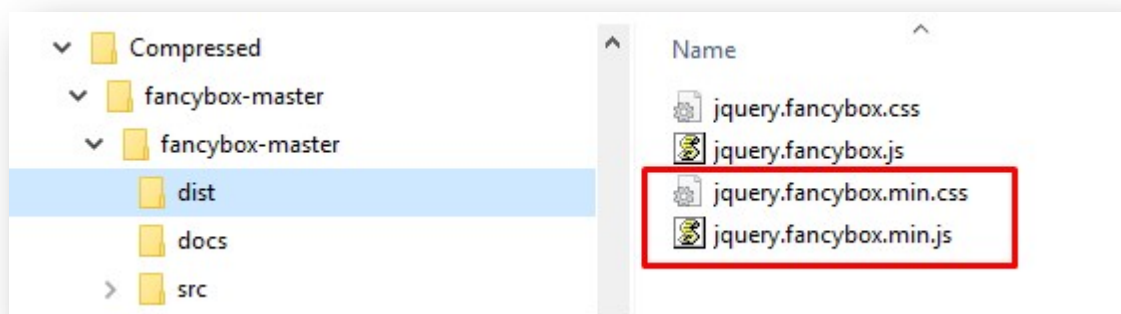 Compressed
fancybox-master
fancybox-master
dist
docs
src
Name
jquery.fancybox.css
jquery.fancybox.js
jquery.fancybox.min.css
jquery.fancybox.min.js